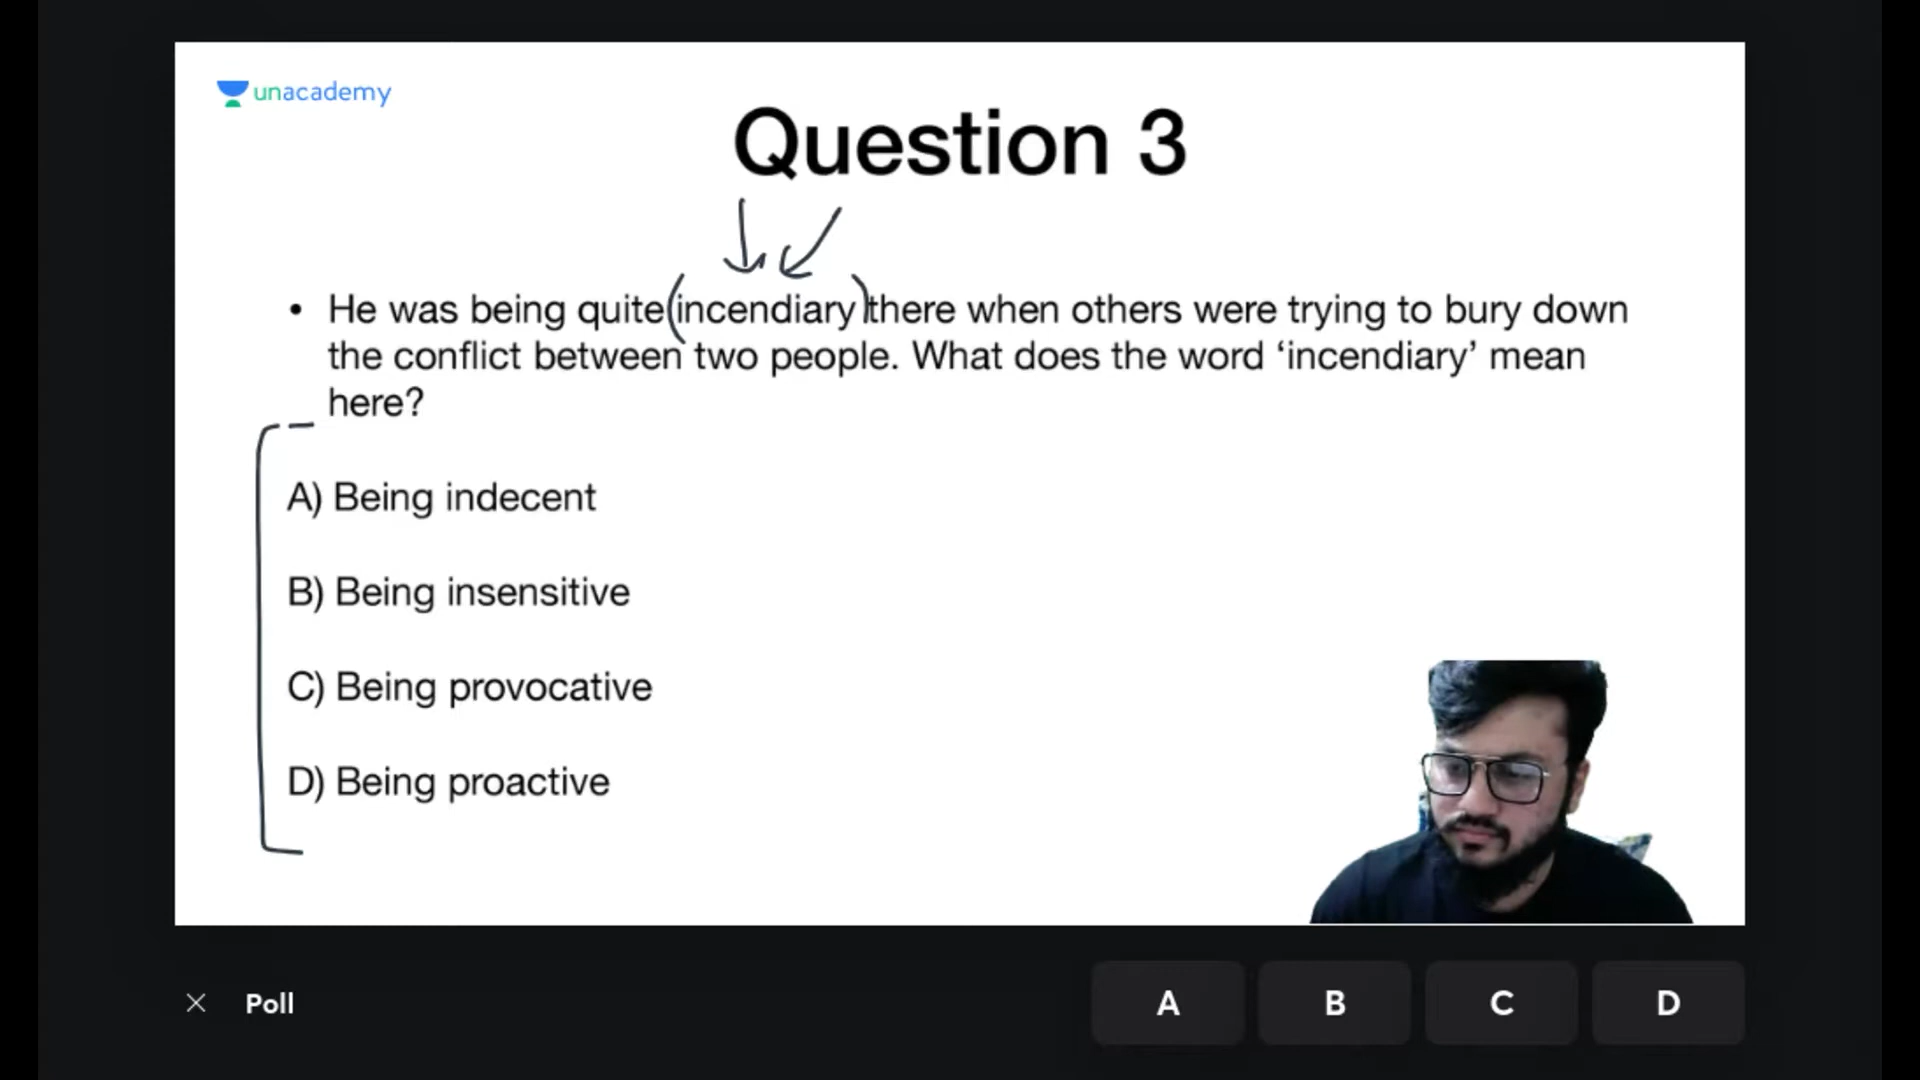 unacademy
Question 3
• He was being quite (incendiary) there when others were trying to bury down
the conflict between two people. What does the word ‘incendiary’ mean
here?
A) Being indecent
B) Being insensitive
C) Being provocative
D) Being proactive
× Poll A B C D